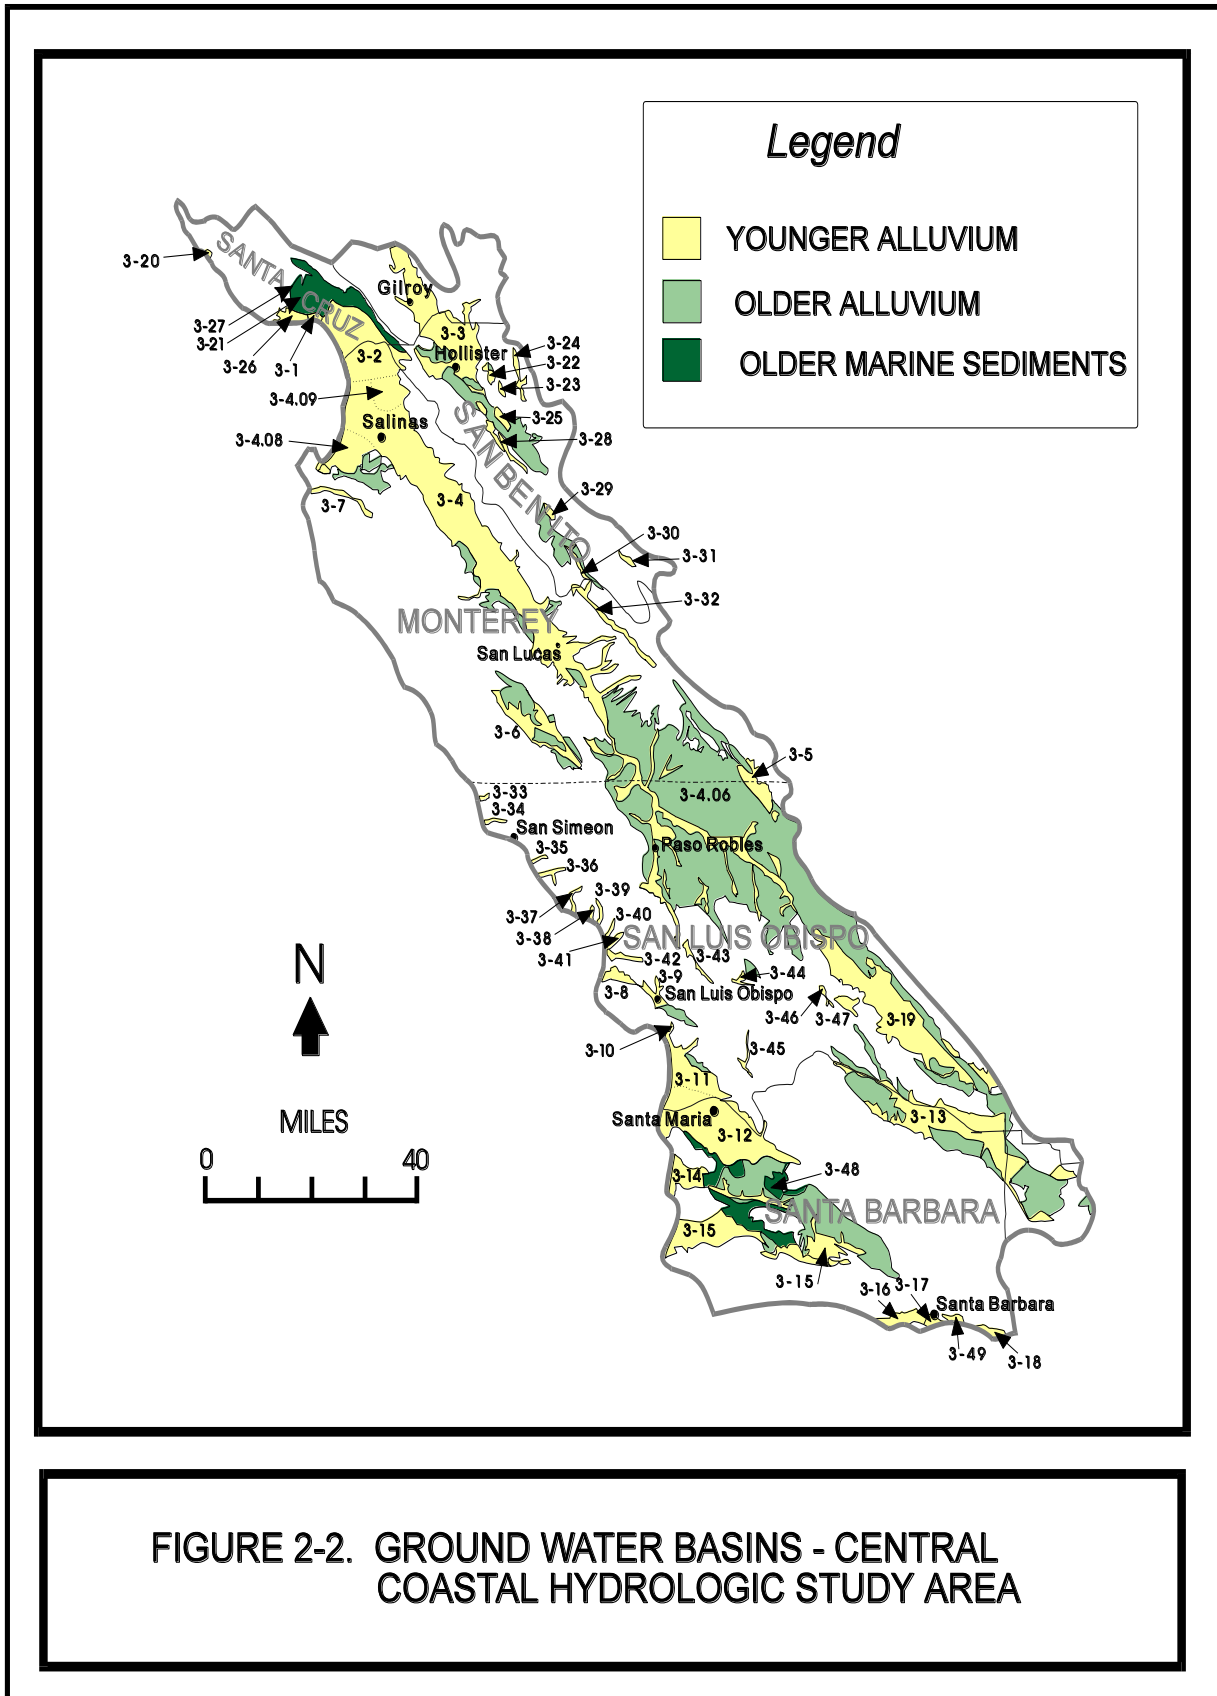 Legend
YOUNGER ALLUVIUM
OLDER ALLUVIUM
OLDER MARINE SEDIMENTS
SANTA CRUZ
3-20
Gilroy
3-27
3-21
3-26
3-1
3-2
3-3
Hollister
3-24
3-22
3-23
3-4.09
3-25
Salinas
3-4.08
3-28
SAN BENITO
3-7
3-4
3-29
3-30
3-31
3-32
MONTEREY
San Lucas
3-6
3-5
3-33
3-4.06
3-34
San Simeon
3-35
Paso Robles
3-36
3-39
3-37
3-40
3-38
SAN LUIS OBISPO
3-41
3-42
3-43
3-44
3-9
3-8
San Luis Obispo
3-46
3-47
3-19
3-10
3-45
3-11
Santa Maria
3-13
3-12
3-14
3-48
SANTA BARBARA
3-15
3-15
3-16
3-17
Santa Barbara
3-49
3-18
N
MILES
0
40
FIGURE 2-2. GROUND WATER BASINS - CENTRAL
COASTAL HYDROLOGIC STUDY AREA